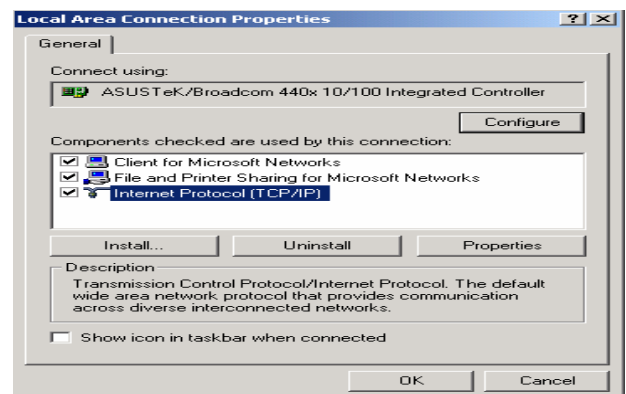 Local Area Connection Properties
General
Connect using:
ASUSTeK/Broadcom 440x 10/100 Integrated Controller
Configure
Components checked are used by this connection:
Client for Microsoft Networks
File and Printer Sharing for Microsoft Networks
Internet Protocol (TCP/IP)
Install...
Uninstall
Properties
Description
Transmission Control Protocol/Internet Protocol. The default
wide area network protocol that provides communication
across diverse interconnected networks.
Show icon in taskbar when connected
OK
Cancel